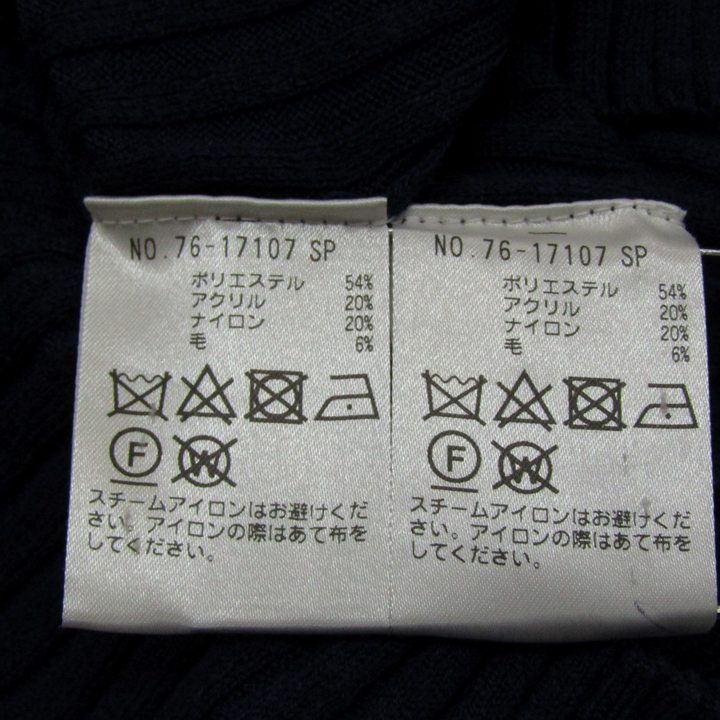 NO.76-17107 SP
ポリエステル 54%
アクリル 20%
ナイロン 20%
毛 6%
F W
スチームアイロンはお避けくだ
さい。アイロンの際はあて布を
してください。
NO.76-17107 SP
ポリエステル 54%
アクリル 20%
ナイロン 20%
毛 6%
F W
スチームアイロンはお避けくだ
さい。アイロンの際はあて布を
してください。